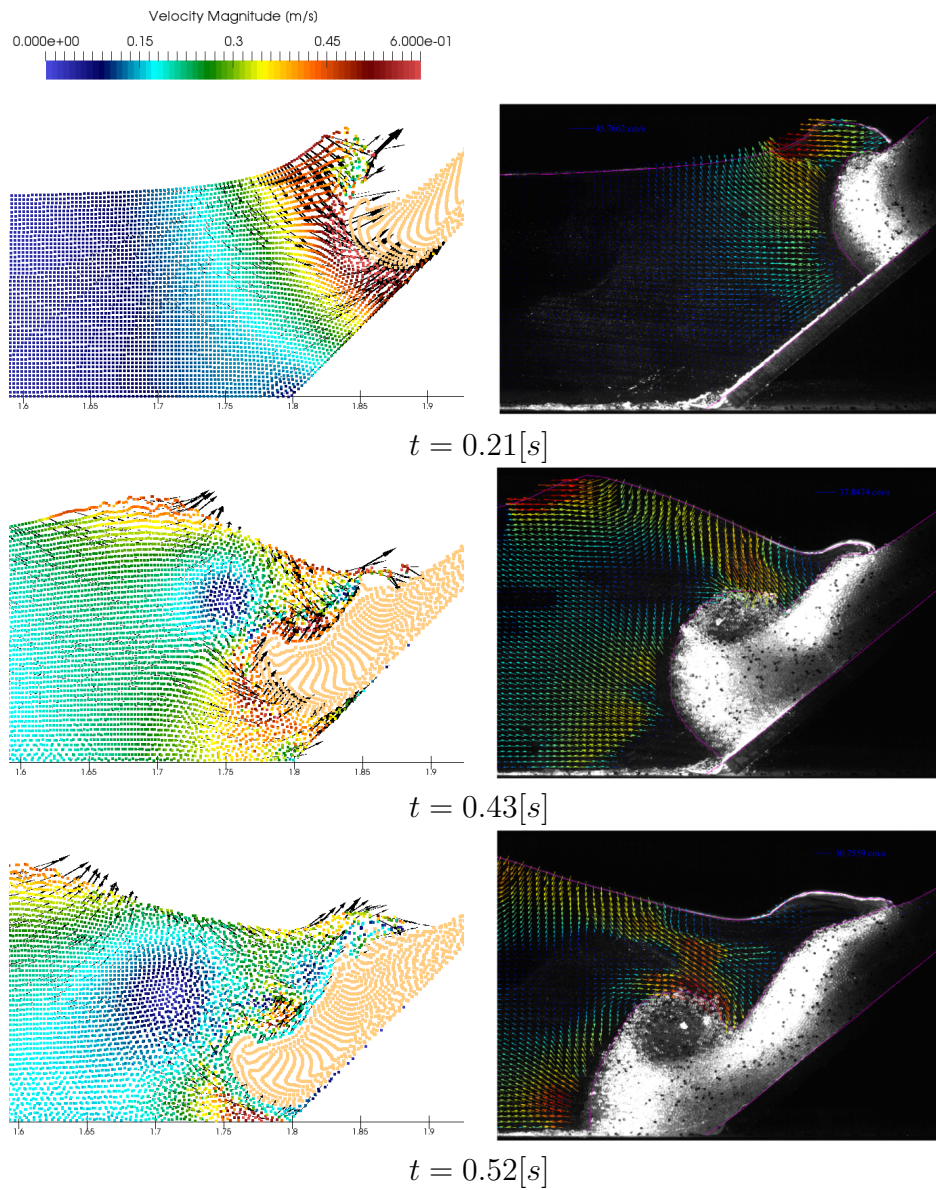 Velocity Magnitude [m/s]
0.000e+00 0.15 0.3 0.45 6.000e-01
1.6 1.65 1.7 1.75 1.8 1.85 1.9
t = 0.21[s]
1.6 1.65 1.7 1.75 1.8 1.85 1.9
t = 0.43[s]
1.6 1.65 1.7 1.75 1.8 1.85 1.9
t = 0.52[s]